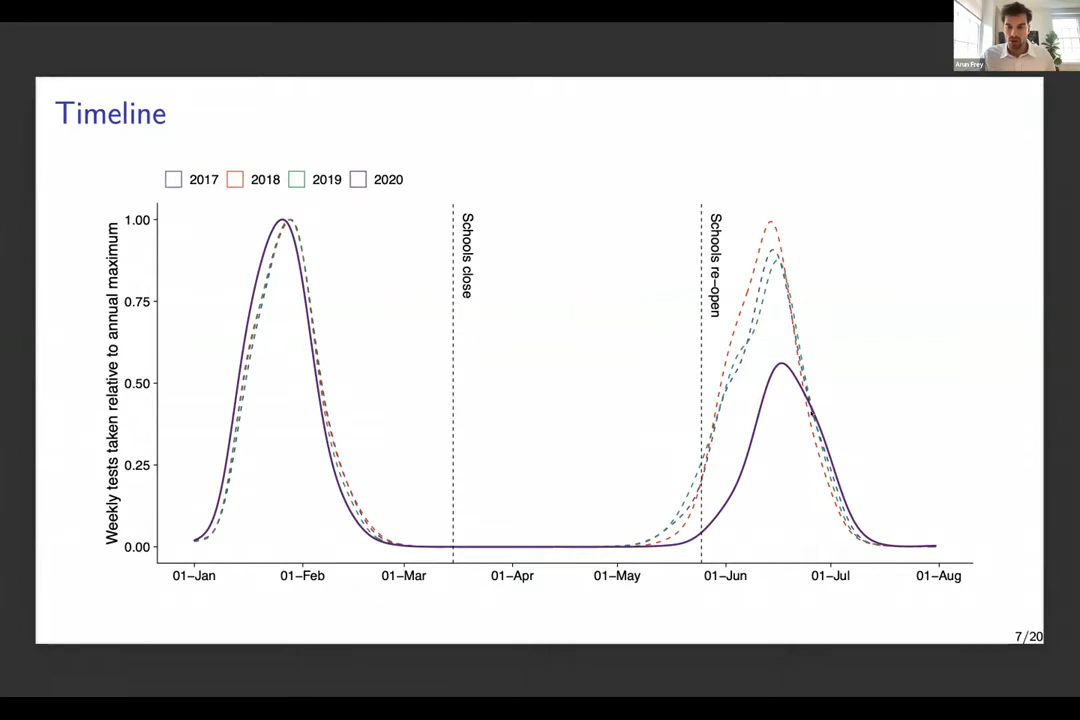 Arun Frey
Timeline
2017 2018 2019 2020
Weekly tests taken relative to annual maximum
1.00
0.75
0.50
0.25
0.00
Schools close
Schools re-open
01-Jan 01-Feb 01-Mar 01-Apr 01-May 01-Jun 01-Jul 01-Aug
7/20